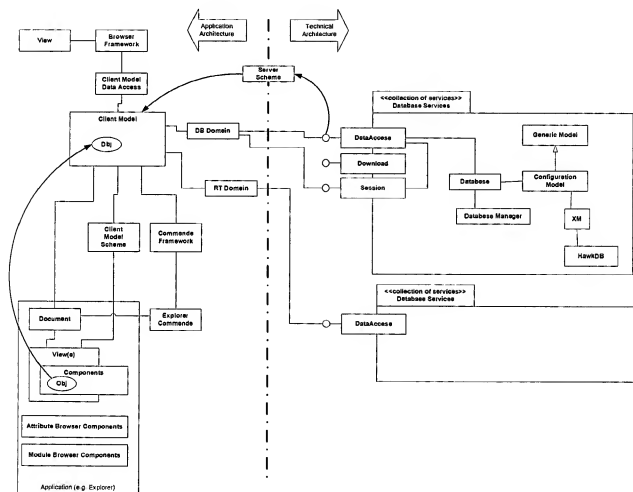 Application
Architecture
Technical
Architecture
View
Browser
Framework
Client Model
Data Access
Server
Scheme
Client Model
Obj
DB Domain
RT Domain
Client
Model
Scheme
Commande
Framework
Document
Explorer
Commande
View(s)
Components
Obj
Attribute Browser Components
Module Browser Components
Application (e.g. Explorer)
<<collection of services>>
Database Services
DataAccess
Download
Session
Generic Model
Database
Configuration
Model
Database Manager
XM
HawkDB
<<collection of services>>
Database Services
DataAccess